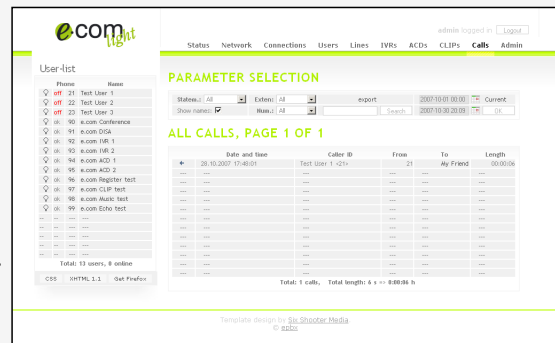 e.com light
admin logged in Logout
Status Network Connections Users Lines IVRs ACDs CLIPs Calls Admin
User-list
Phone Name
off 21 Test User 1
off 22 Test User 2
off 23 Test User 3
ok 90 e.com Conference
ok 91 e.com DISA
ok 92 e.com IVR 1
ok 93 e.com IVR 2
ok 94 e.com ACD 1
ok 95 e.com ACD 2
ok 96 e.com Register test
ok 97 e.com CLIP test
ok 98 e.com Music test
ok 99 e.com Echo test
Total: 13 users, 0 online
CSS XHTML 1.1 Get Firefox
PARAMETER SELECTION
Statem.: All Exten: All export 2007-10-01 00:00 Current
Show names: Num.: All Search 2007-10-30 20:09 OK
ALL CALLS, PAGE 1 OF 1
Date and time Caller ID From To Length
28.10.2007 17:48:01 Test User 1 <21> 21 My Friend 00:00:06
Total: 1 calls, Total length: 6 s => 0:00:06 h
Template design by Six Shooter Media
© epbx